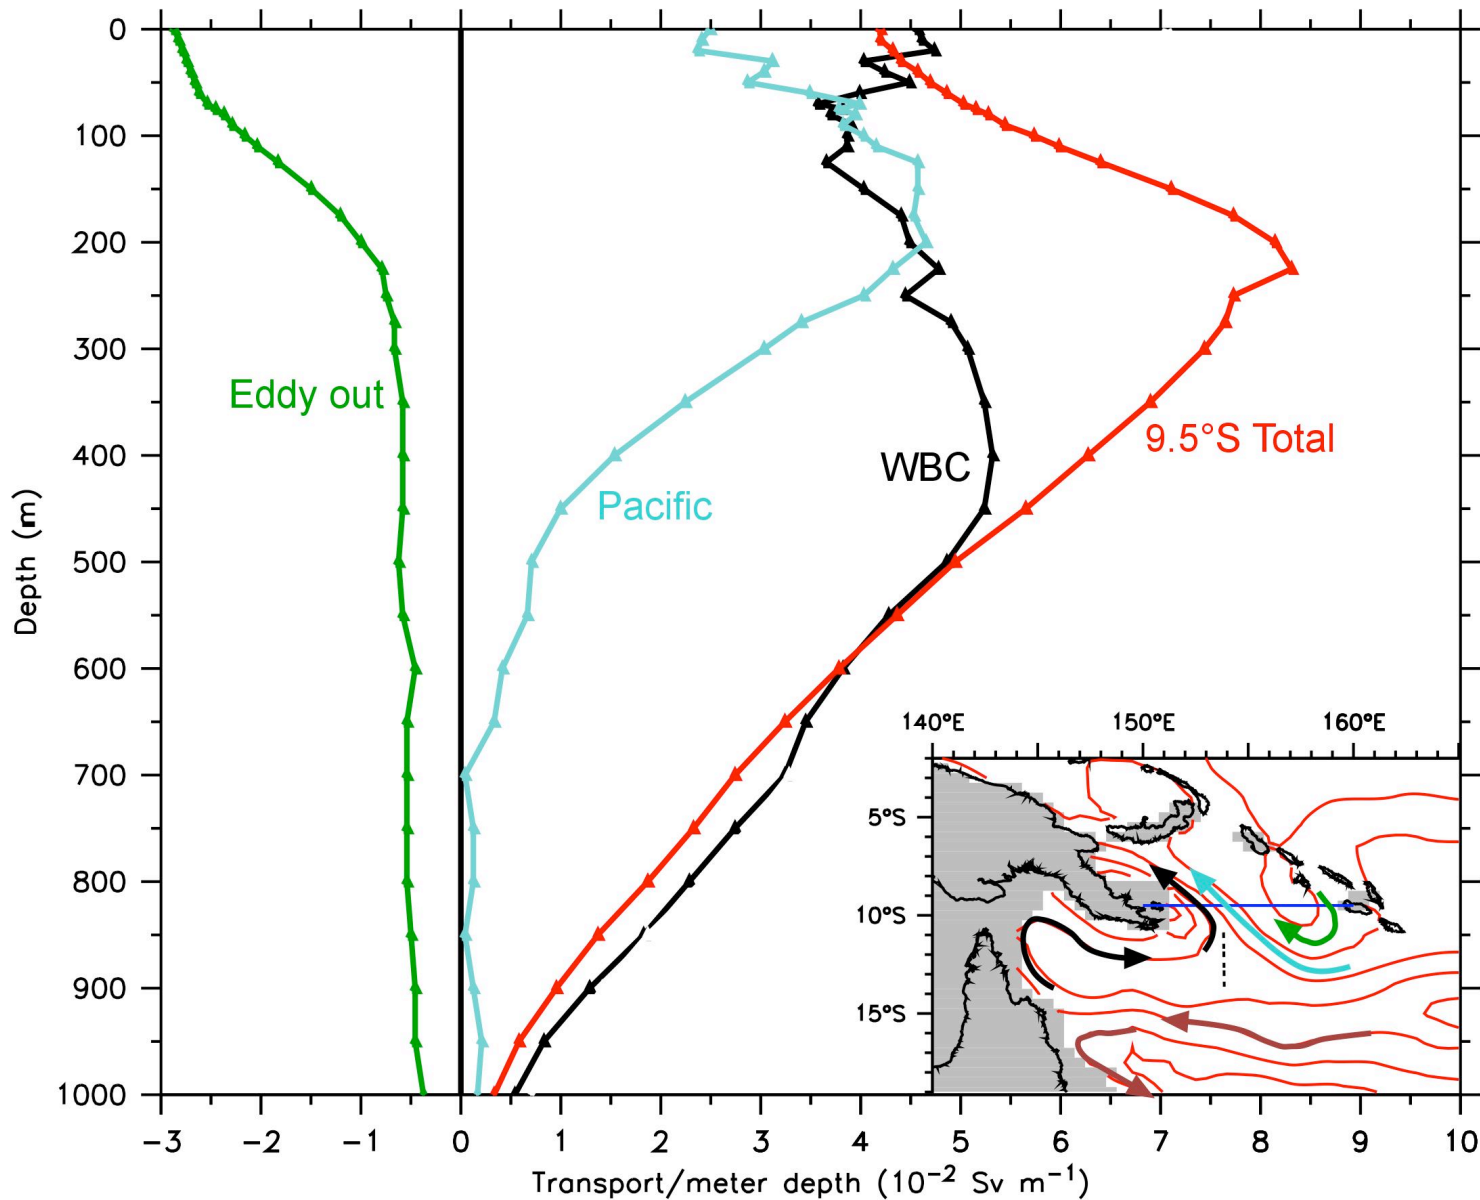 0
100
200
300
400
500
600
700
800
900
1000
Depth (m)
Eddy out
Pacific
WBC
9.5°S Total
140°E 150°E 160°E
5°S
10°S
15°S
−3 −2 −1 0 1 2 3 4 5 6 7 8 9 10
Transport/meter depth (10⁻² Sv m⁻¹)